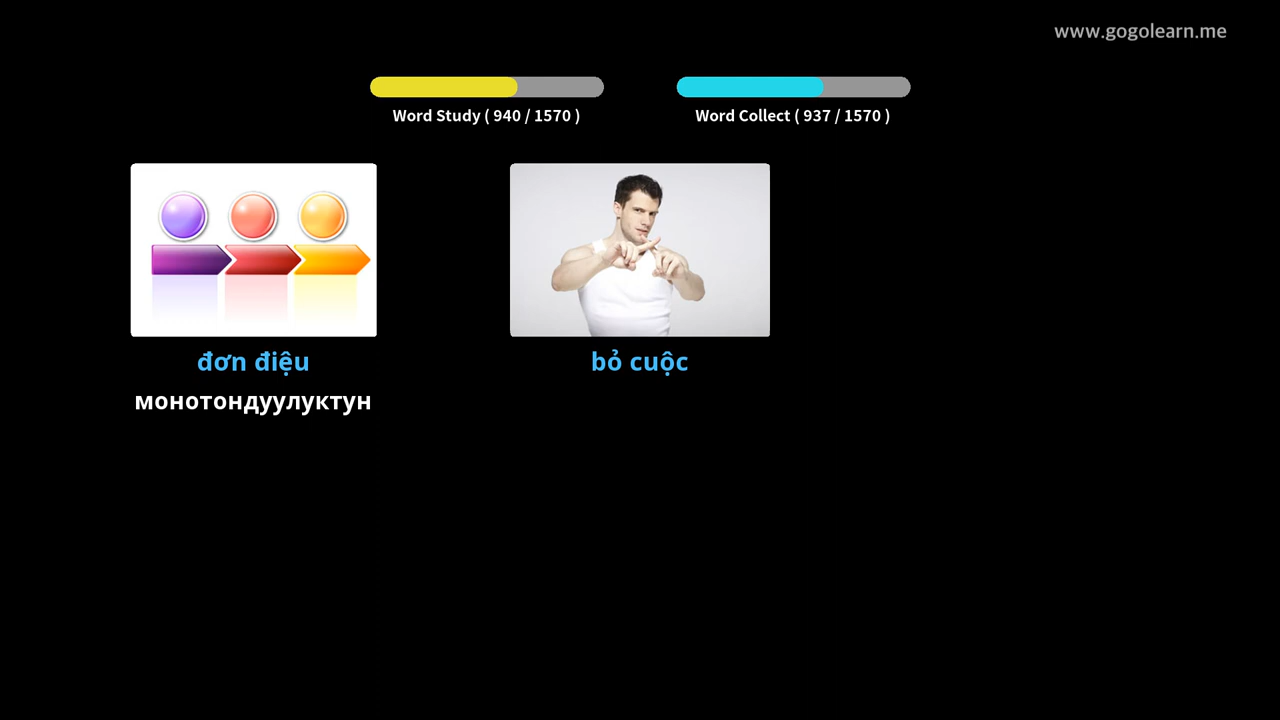 www.gogolearn.me
Word Study ( 940 / 1570 )
Word Collect ( 937 / 1570 )
đơn điệu
bỏ cuộc
монотондуулуктун